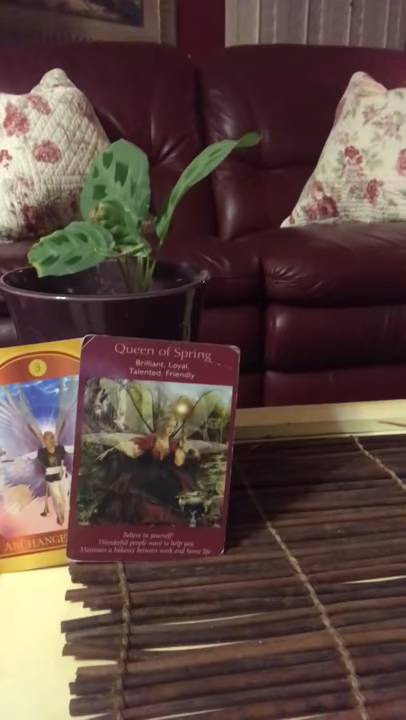 3
Queen of Spring
Brilliant, Loyal,
Talented, Friendly
ARCHANGE
Believe in yourself!
Wonderful people want to help you.
Maintain a balance between work and home life